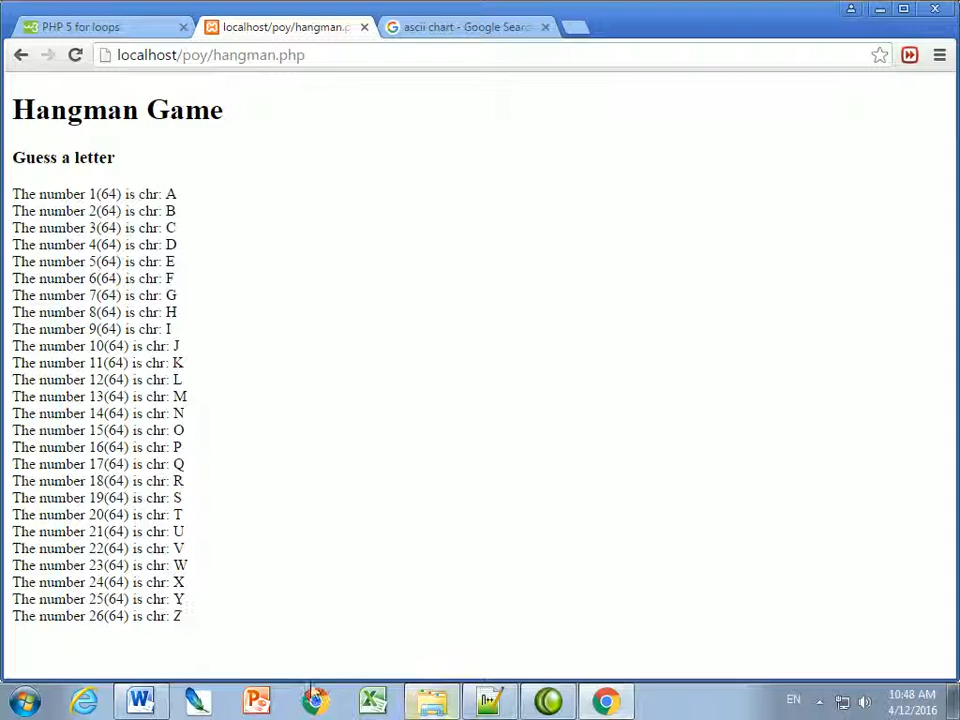 PHP 5 for loops
localhost/poy/hangman.p
ascii chart - Google Searc
localhost/poy/hangman.php
Hangman Game
Guess a letter
The number 1(64) is chr: A
The number 2(64) is chr: B
The number 3(64) is chr: C
The number 4(64) is chr: D
The number 5(64) is chr: E
The number 6(64) is chr: F
The number 7(64) is chr: G
The number 8(64) is chr: H
The number 9(64) is chr: I
The number 10(64) is chr: J
The number 11(64) is chr: K
The number 12(64) is chr: L
The number 13(64) is chr: M
The number 14(64) is chr: N
The number 15(64) is chr: O
The number 16(64) is chr: P
The number 17(64) is chr: Q
The number 18(64) is chr: R
The number 19(64) is chr: S
The number 20(64) is chr: T
The number 21(64) is chr: U
The number 22(64) is chr: V
The number 23(64) is chr: W
The number 24(64) is chr: X
The number 25(64) is chr: Y
The number 26(64) is chr: Z
EN
10:48 AM
4/12/2016